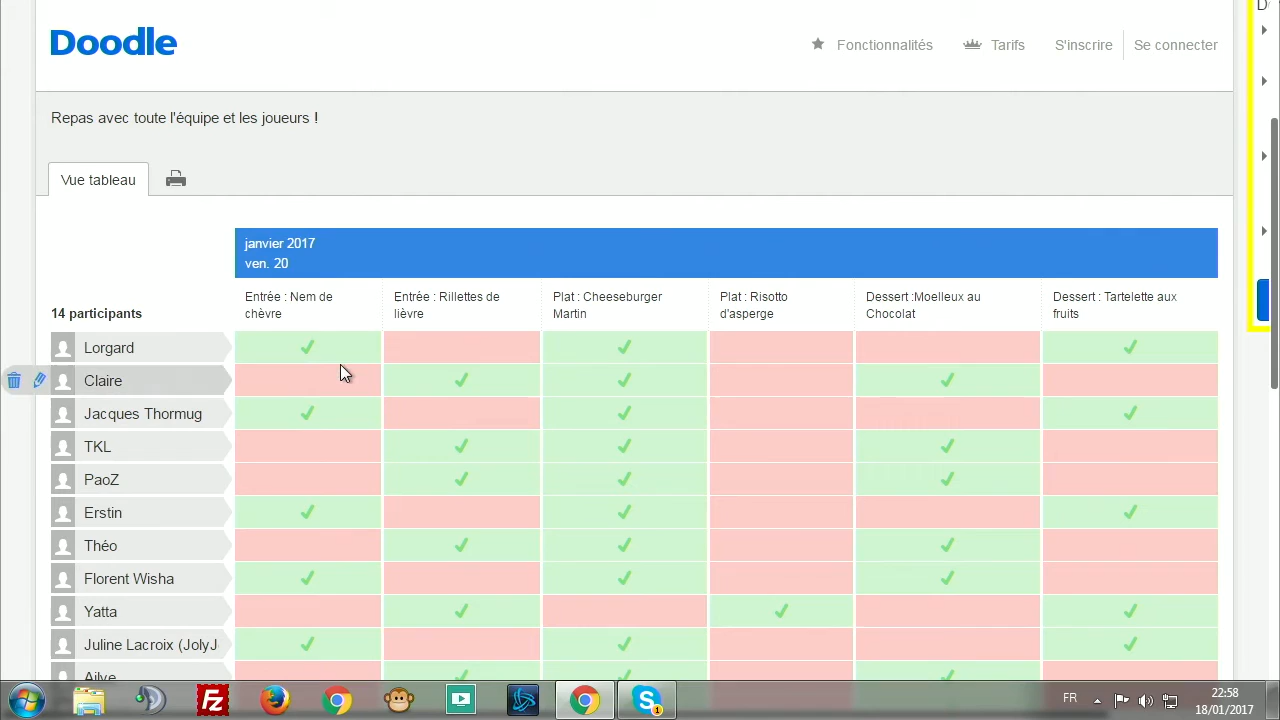 Doodle
Fonctionnalités
Tarifs
S'inscrire
Se connecter
Repas avec toute l'équipe et les joueurs !
Vue tableau
janvier 2017
ven. 20
14 participants
Entrée : Nem de
chèvre
Entrée : Rillettes de
lièvre
Plat : Cheeseburger
Martin
Plat : Risotto
d'asperge
Dessert :Moelleux au
Chocolat
Dessert : Tartelette aux
fruits
Lorgard
Claire
Jacques Thormug
TKL
PaoZ
Erstin
Théo
Florent Wisha
Yatta
Juline Lacroix (JolyJ
FR
22:58
18/01/2017